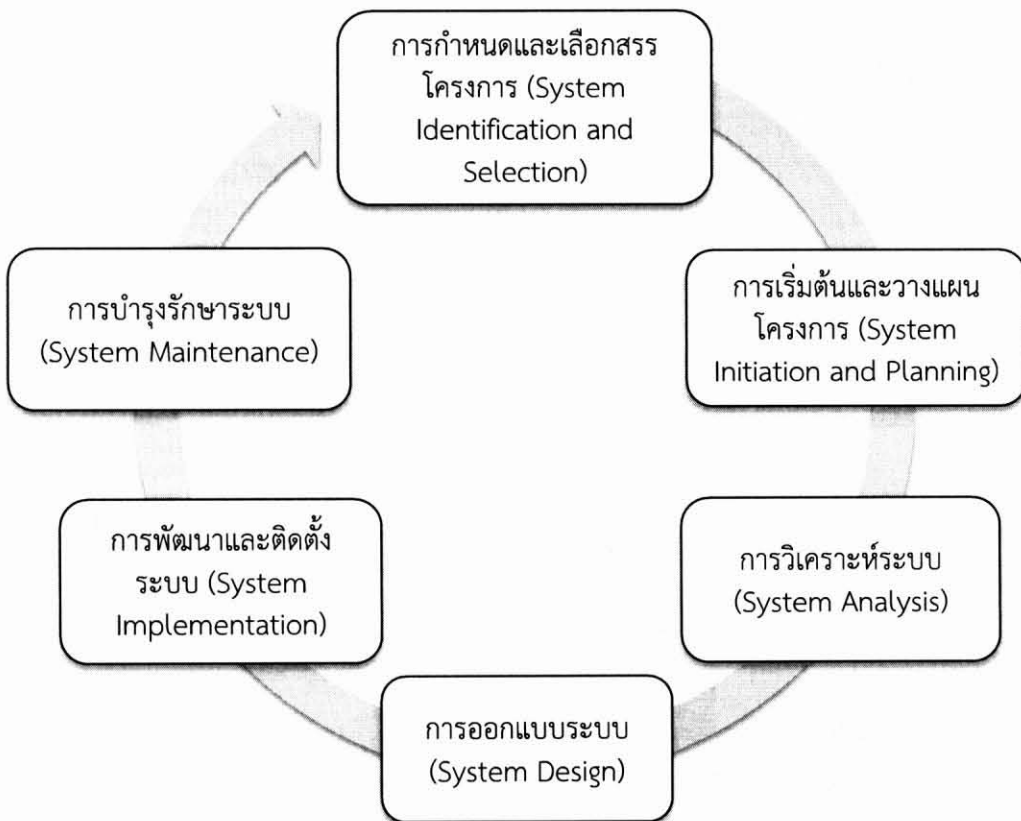 การกำหนดและเลือกสรร
โครงการ (System
Identification and
Selection)
การเริ่มต้นและวางแผน
โครงการ (System
Initiation and Planning)
การวิเคราะห์ระบบ
(System Analysis)
การออกแบบระบบ
(System Design)
การพัฒนาและติดตั้ง
ระบบ (System
Implementation)
การบำรุงรักษาระบบ
(System Maintenance)